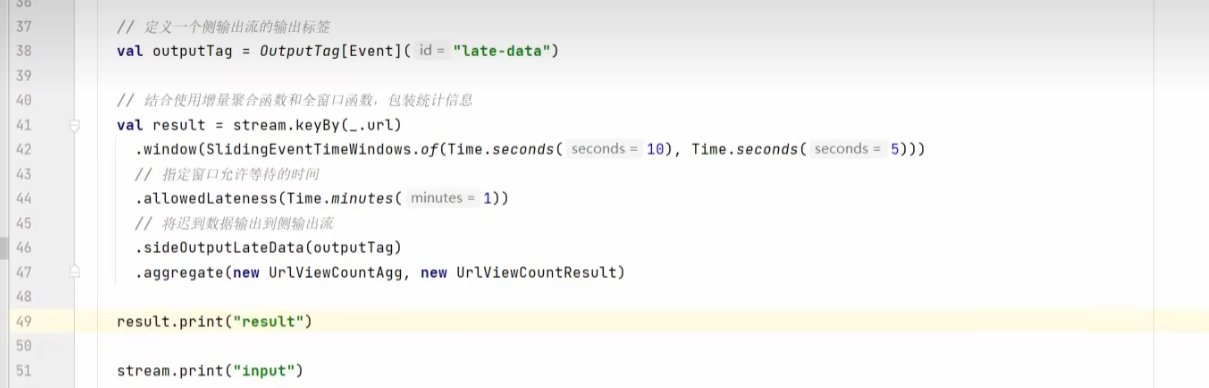 36
37 // 定义一个侧输出流的输出标签
38 val outputTag = OutputTag[Event]( id = "late-data")
39
40 // 结合使用增量聚合函数和全窗口函数，包装统计信息
41 val result = stream.keyBy(_.url)
42 .window(SlidingEventTimeWindows.of(Time.seconds( seconds = 10), Time.seconds( seconds = 5)))
43 // 指定窗口允许等待的时间
44 .allowedLateness(Time.minutes( minutes = 1))
45 // 将迟到数据输出到侧输出流
46 .sideOutputLateData(outputTag)
47 .aggregate(new UrlViewCountAgg, new UrlViewCountResult)
48
49 result.print("result")
50
51 stream.print("input")